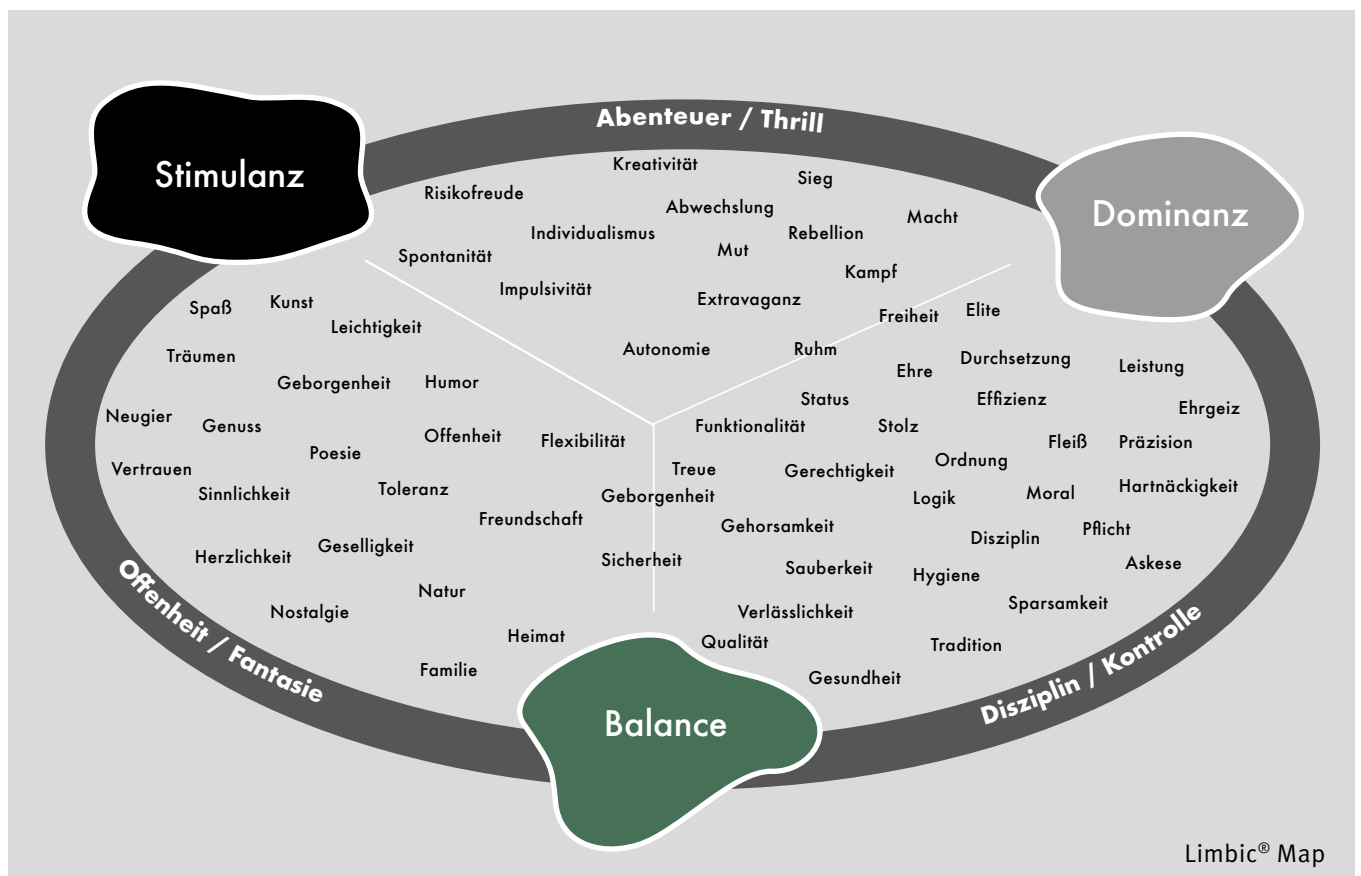 Abenteuer / Thrill
Stimulanz
Dominanz
Kreativität
Sieg
Risikofreude
Abwechslung
Macht
Individualismus
Rebellion
Mut
Spontanität
Kampf
Impulsivität
Extravaganz
Spaß
Kunst
Freiheit
Elite
Leichtigkeit
Autonomie
Ruhm
Träumen
Durchsetzung
Leistung
Ehre
Geborgenheit
Humor
Status
Effizienz
Ehrgeiz
Neugier
Genuss
Funktionalität
Stolz
Offenheit
Flexibilität
Fleiß
Präzision
Poesie
Ordnung
Vertrauen
Treue
Gerechtigkeit
Sinnlichkeit
Toleranz
Geborgenheit
Logik
Moral
Hartnäckigkeit
Freundschaft
Gehorsamkeit
Pflicht
Disziplin
Herzlichkeit
Geselligkeit
Sicherheit
Sauberkeit
Hygiene
Askese
Natur
Sparsamkeit
Nostalgie
Verlässlichkeit
Heimat
Qualität
Tradition
Familie
Gesundheit
Offenheit / Fantasie
Disziplin / Kontrolle
Balance
Limbic® Map